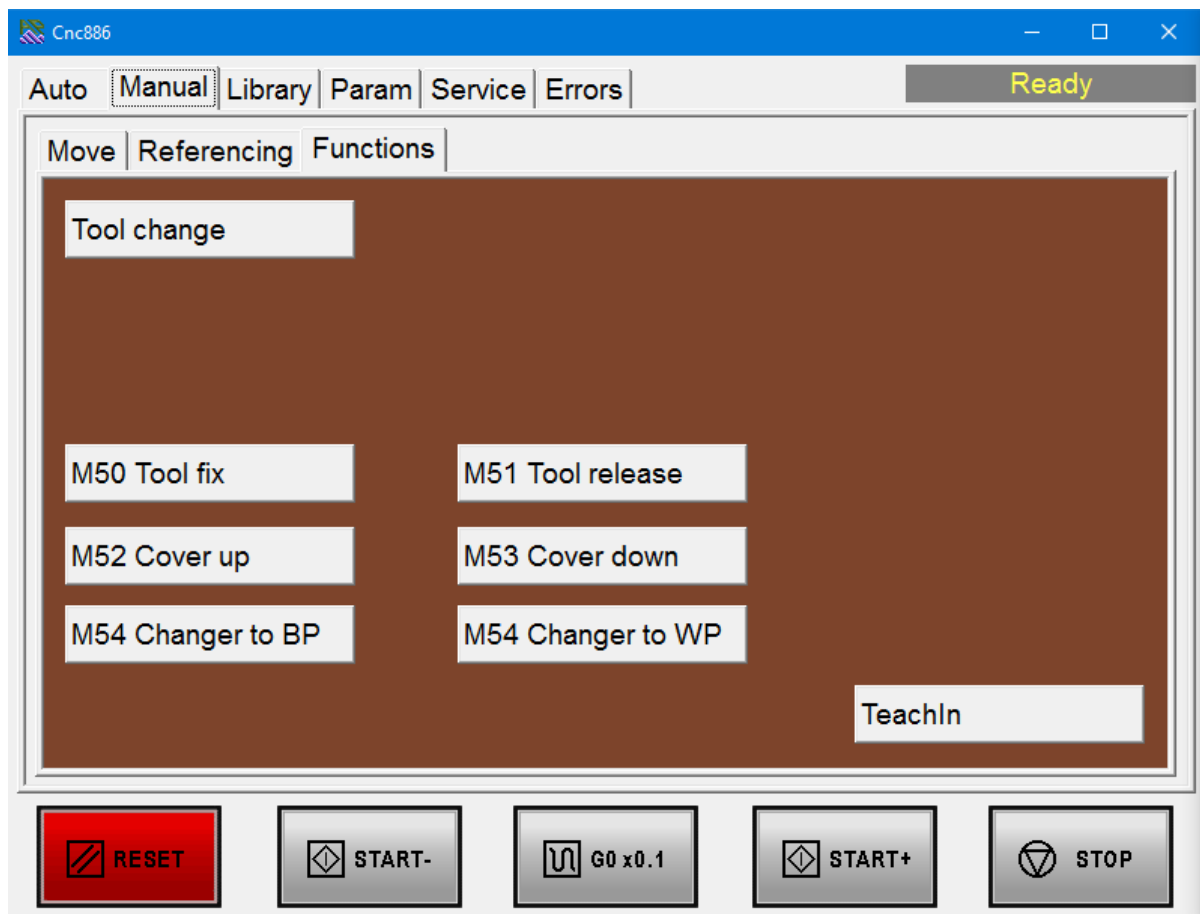 Cnc886
Auto Manual Library Param Service Errors Ready
Move Referencing Functions
Tool change
M50 Tool fix M51 Tool release
M52 Cover up M53 Cover down
M54 Changer to BP M54 Changer to WP
TeachIn
RESET START- G0 x0.1 START+ STOP